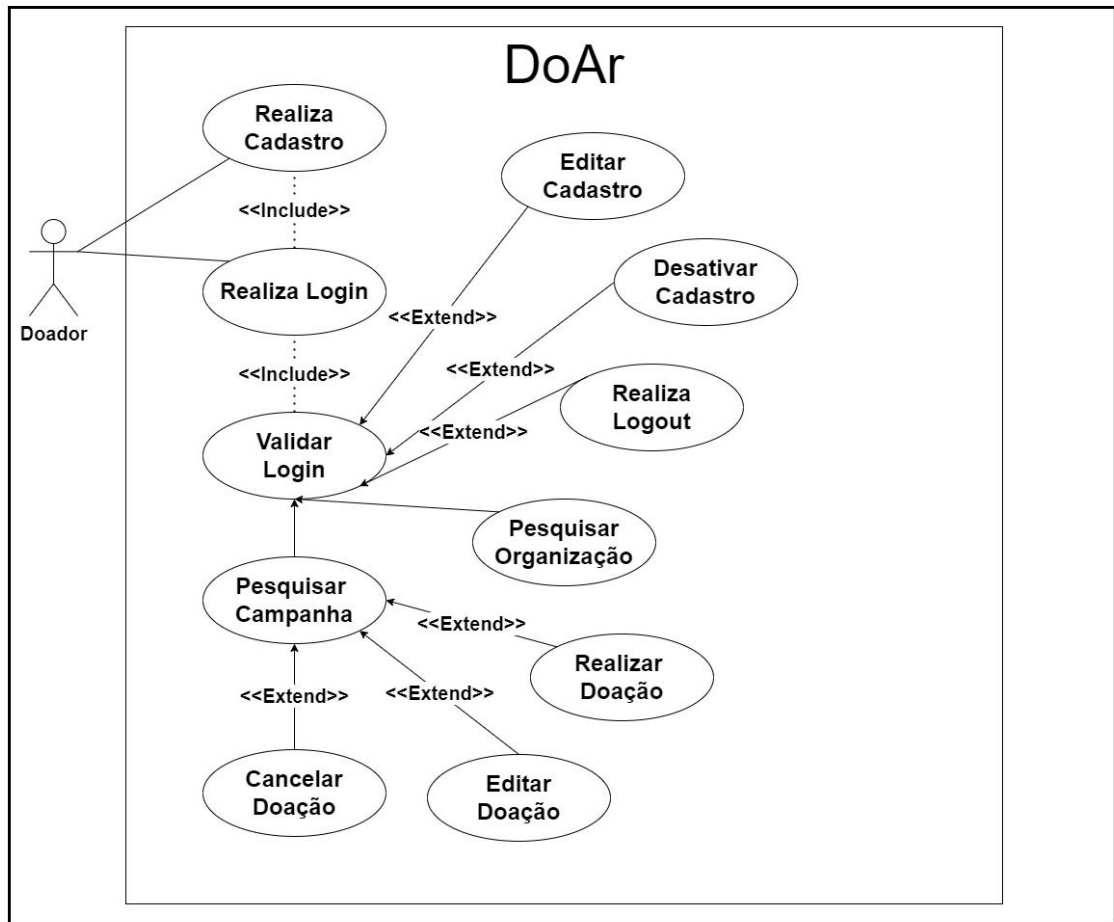 DoAr
Realiza
Cadastro
Editar
Cadastro
<<Include>>
Doador
Realiza Login
Desativar
Cadastro
<<Extend>>
<<Include>>
<<Extend>>
Realiza
Logout
<<Extend>>
Validar
Login
Pesquisar
Organização
Pesquisar
Campanha
<<Extend>>
Realizar
Doação
<<Extend>>
<<Extend>>
Cancelar
Doação
Editar
Doação